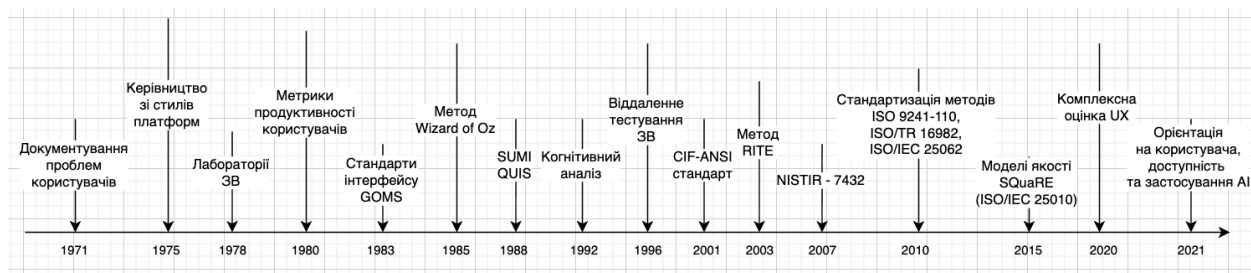 Документування
проблем
користувачів
Керівництво
зі стилів
платформ
Лабораторії
ЗВ
Метрики
продуктивності
користувачів
Стандарти
інтерфейсу
GOMS
Метод
Wizard of Oz
SUMI
QUIS
Когнітивний
аналіз
Віддаленне
тестування
ЗВ
CIF-ANSI
стандарт
Метод
RITE
NISTIR - 7432
Стандартизація методів
ISO 9241-110,
ISO/TR 16982,
ISO/IEC 25062
Моделі якості
SQuaRE
(ISO/IEC 25010)
Комплексна
оцінка UX
Орієнтація
на користувача,
доступність
та застосування AI
1971 1975 1978 1980 1983 1985 1988 1992 1996 2001 2003 2007 2010 2015 2020 2021